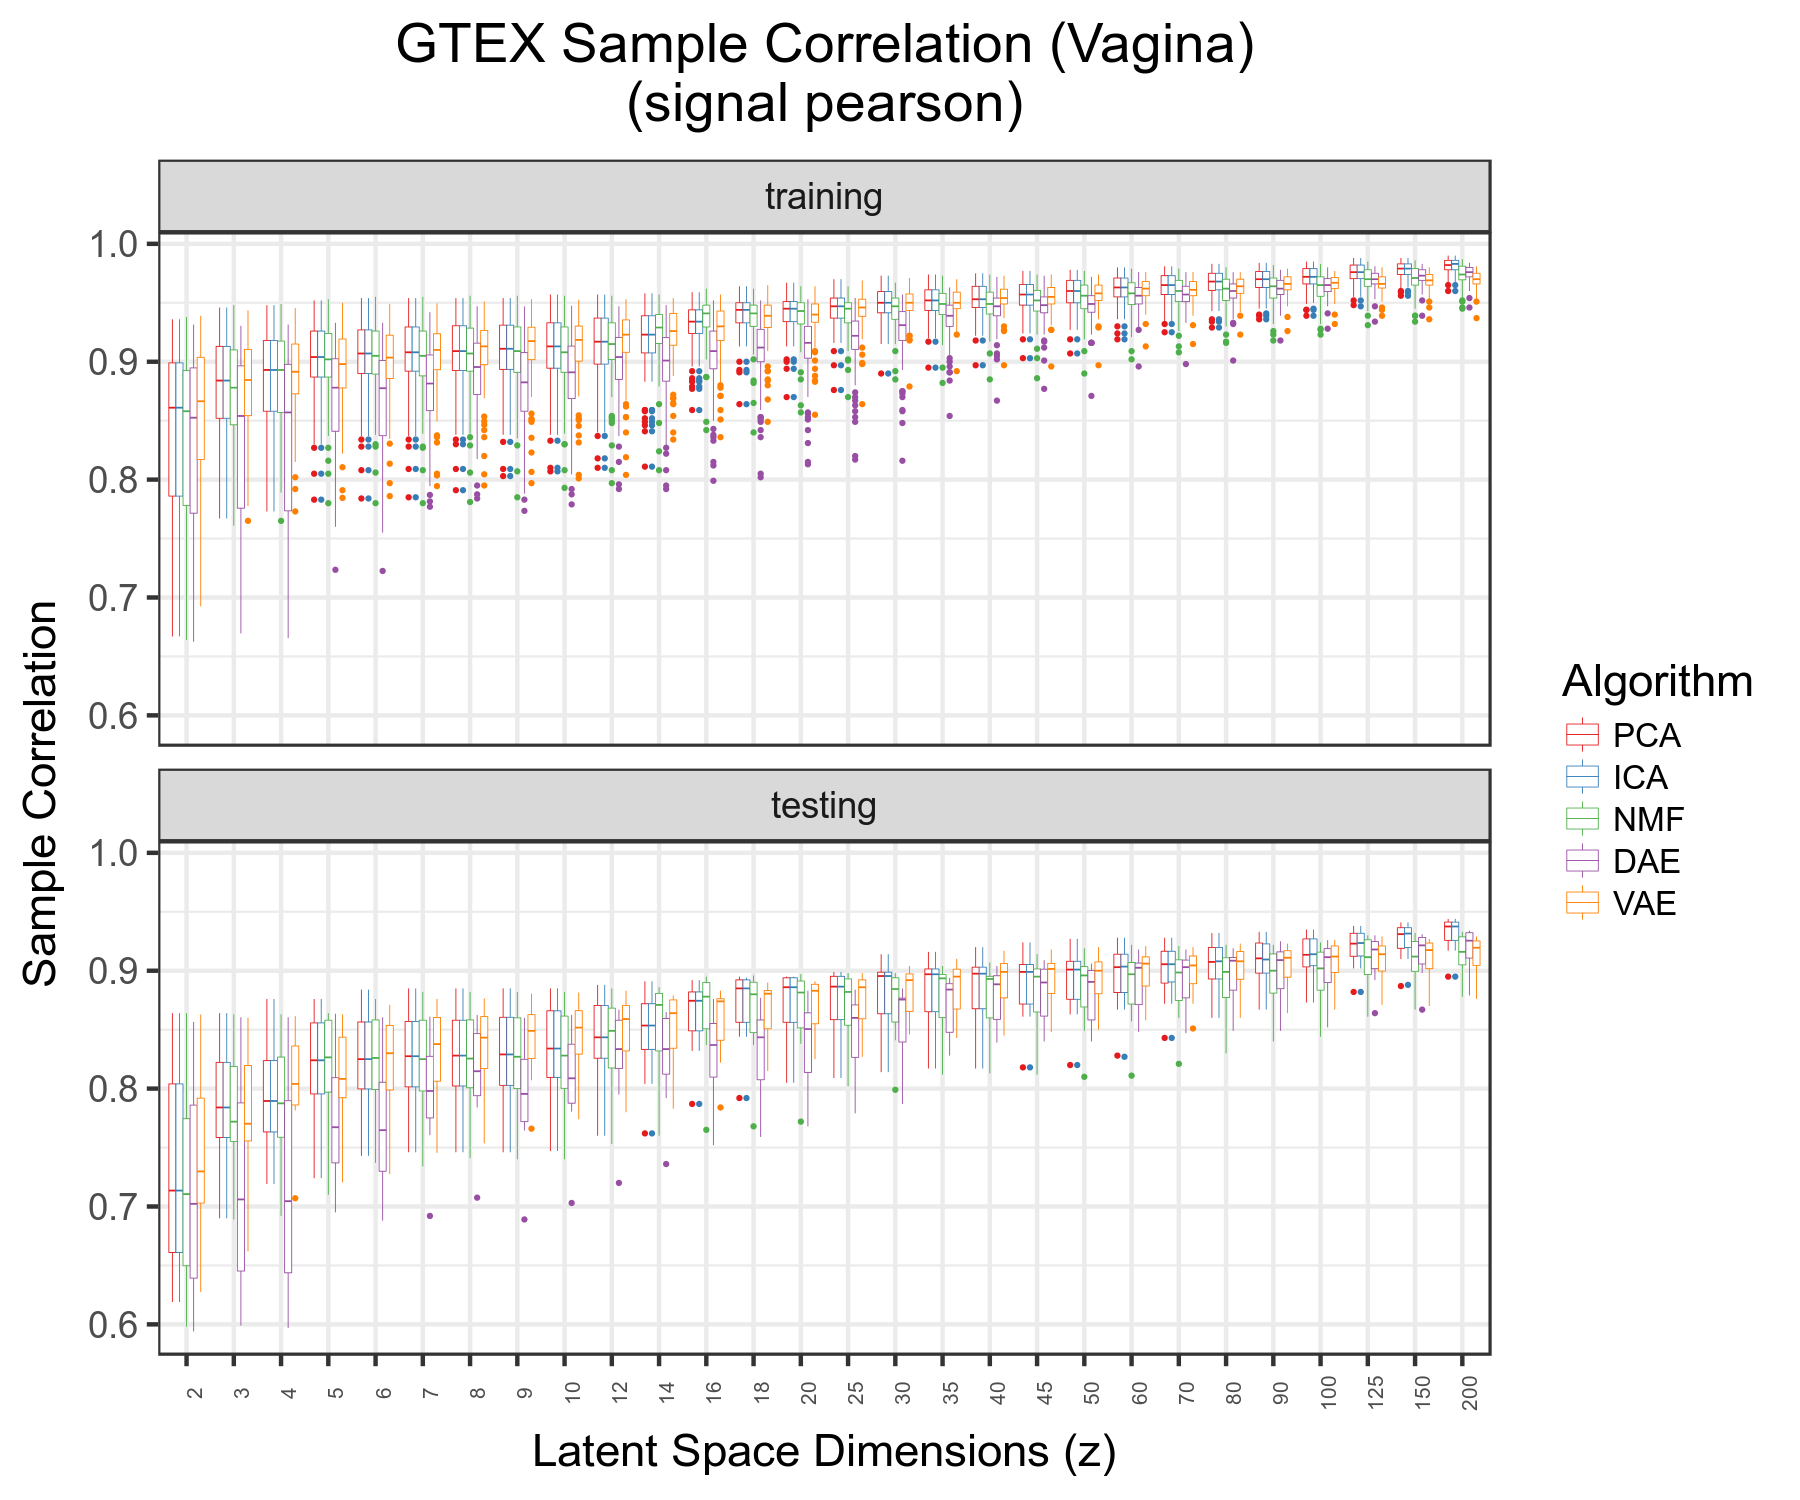 GTEX Sample Correlation (Vagina)
(signal pearson)
training
1.0
0.9
0.8
0.7
0.6
testing
1.0
0.9
0.8
0.7
0.6
Sample Correlation
2 3 4 5 6 7 8 9 10 12 14 16 18 20 25 30 35 40 45 50 60 70 80 90 100 125 150 200
Latent Space Dimensions (z)
Algorithm
PCA
ICA
NMF
DAE
VAE